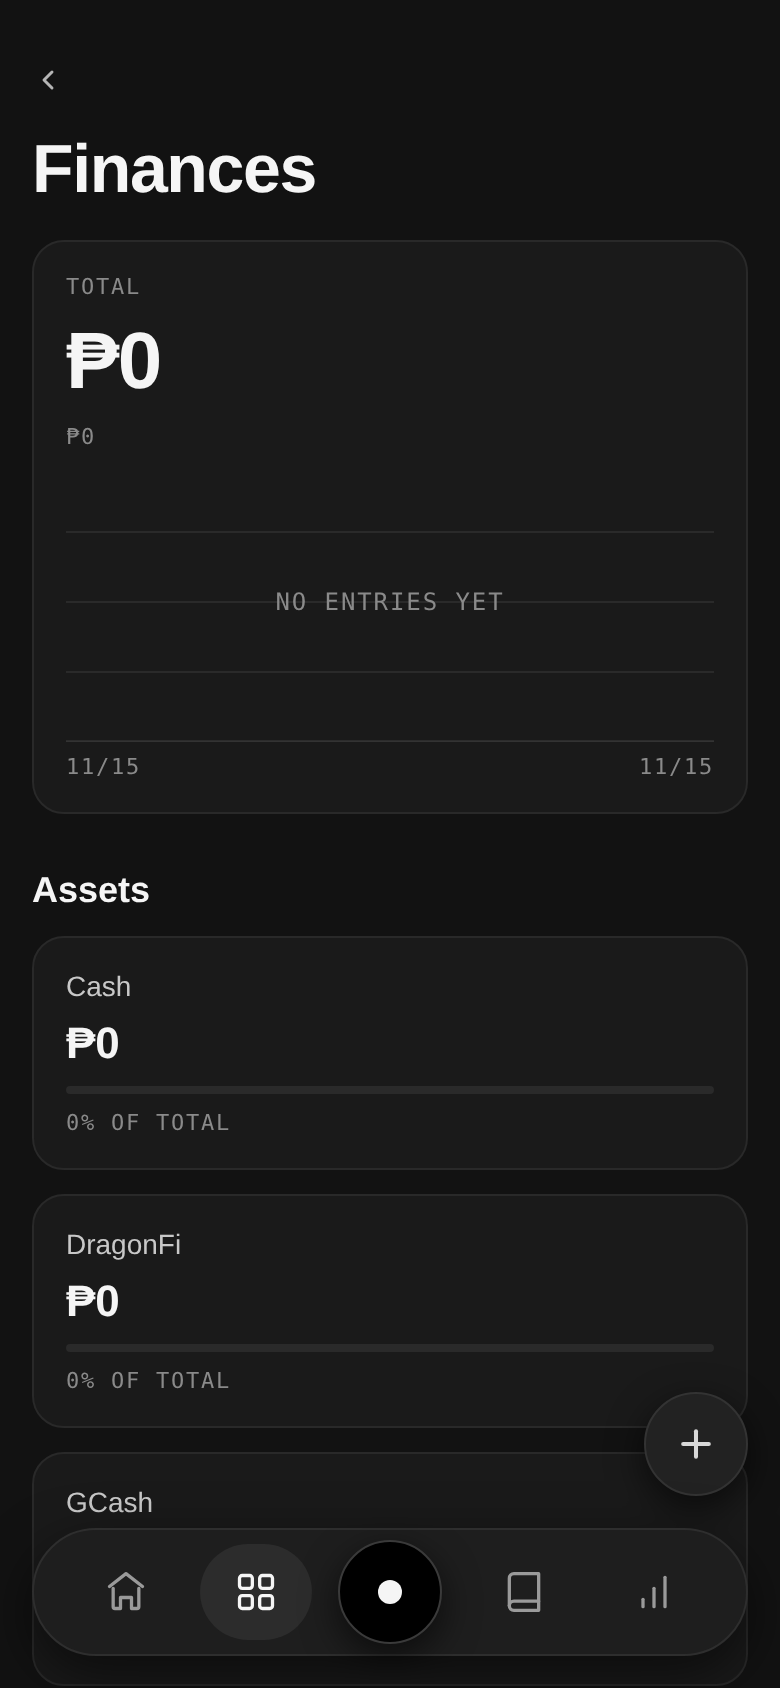 Finances
TOTAL
₱0
₱0
NO ENTRIES YET
11/15 11/15
Assets
Cash
₱0
0% OF TOTAL
DragonFi
₱0
0% OF TOTAL
GCash